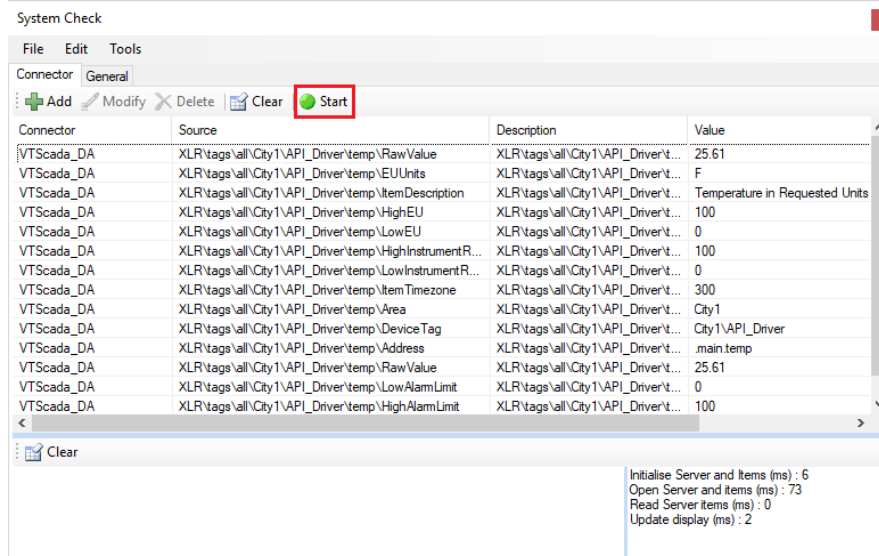 System Check
File Edit Tools
Connector General
Add Modify Delete Clear Start
Connector Source Description Value
VTScada_DA XLR\tags\all\City1\API_Driver\temp\RawValue XLR\tags\all\City1\API_Driver\t... 25.61
VTScada_DA XLR\tags\all\City1\API_Driver\temp\EUUnits XLR\tags\all\City1\API_Driver\t... F
VTScada_DA XLR\tags\all\City1\API_Driver\temp\ItemDescription XLR\tags\all\City1\API_Driver\t... Temperature in Requested Units
VTScada_DA XLR\tags\all\City1\API_Driver\temp\HighEU XLR\tags\all\City1\API_Driver\t... 100
VTScada_DA XLR\tags\all\City1\API_Driver\temp\LowEU XLR\tags\all\City1\API_Driver\t... 0
VTScada_DA XLR\tags\all\City1\API_Driver\temp\HighInstrumentR... XLR\tags\all\City1\API_Driver\t... 100
VTScada_DA XLR\tags\all\City1\API_Driver\temp\LowInstrumentR... XLR\tags\all\City1\API_Driver\t... 0
VTScada_DA XLR\tags\all\City1\API_Driver\temp\ItemTimezone XLR\tags\all\City1\API_Driver\t... 300
VTScada_DA XLR\tags\all\City1\API_Driver\temp\Area XLR\tags\all\City1\API_Driver\t... City1
VTScada_DA XLR\tags\all\City1\API_Driver\temp\DeviceTag XLR\tags\all\City1\API_Driver\t... City1\API_Driver
VTScada_DA XLR\tags\all\City1\API_Driver\temp\Address XLR\tags\all\City1\API_Driver\t... .main.temp
VTScada_DA XLR\tags\all\City1\API_Driver\temp\RawValue XLR\tags\all\City1\API_Driver\t... 25.61
VTScada_DA XLR\tags\all\City1\API_Driver\temp\LowAlarmLimit XLR\tags\all\City1\API_Driver\t... 0
VTScada_DA XLR\tags\all\City1\API_Driver\temp\HighAlarmLimit XLR\tags\all\City1\API_Driver\t... 100
Clear
Initialise Server and Items (ms) : 6
Open Server and items (ms) : 73
Read Server items (ms) : 0
Update display (ms) : 2